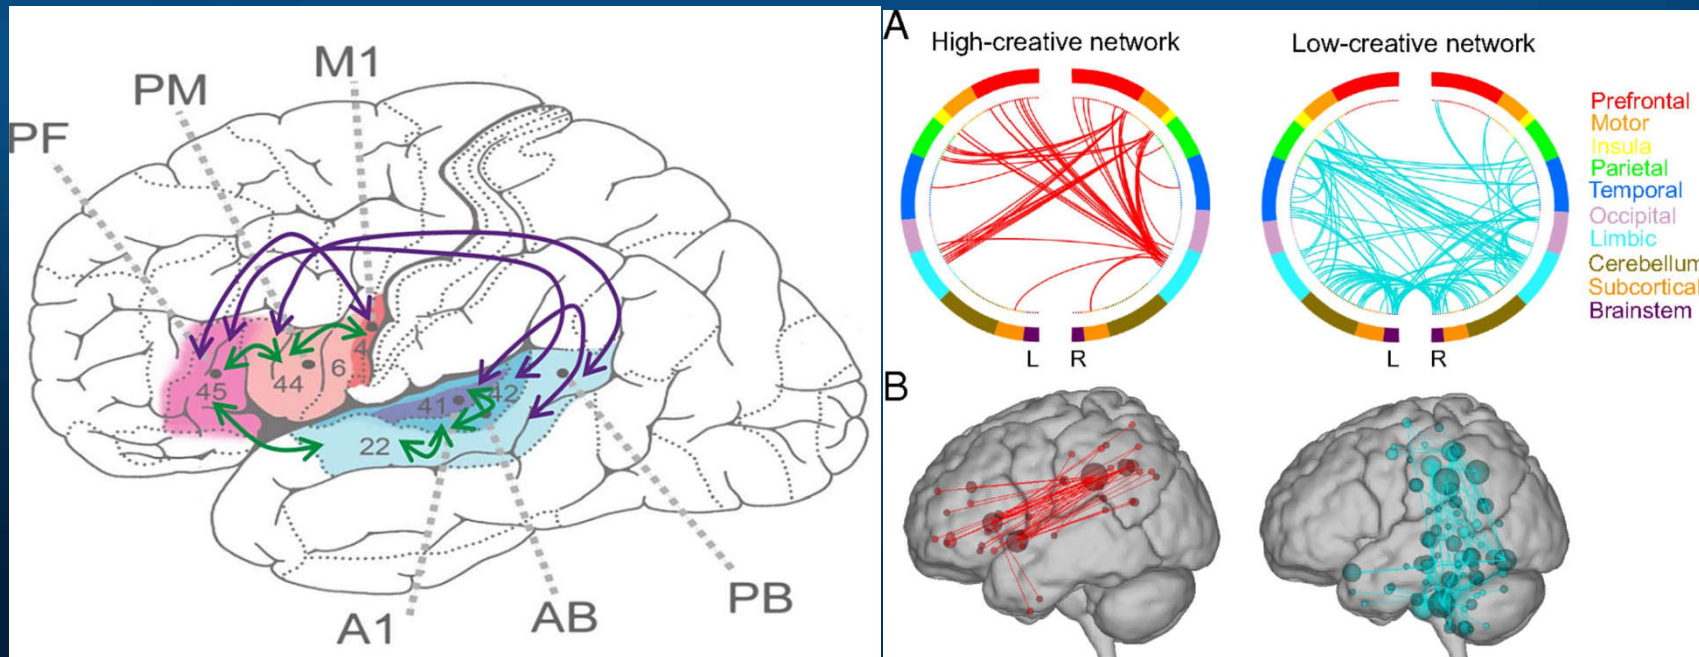 M1
PM
PF
45
44
6
4
41
42
22
A1
AB
PB
A
High-creative network
Low-creative network
L
R
L
R
Prefrontal
Motor
Insula
Parietal
Temporal
Occipital
Limbic
Cerebellum
Subcortical
Brainstem
B